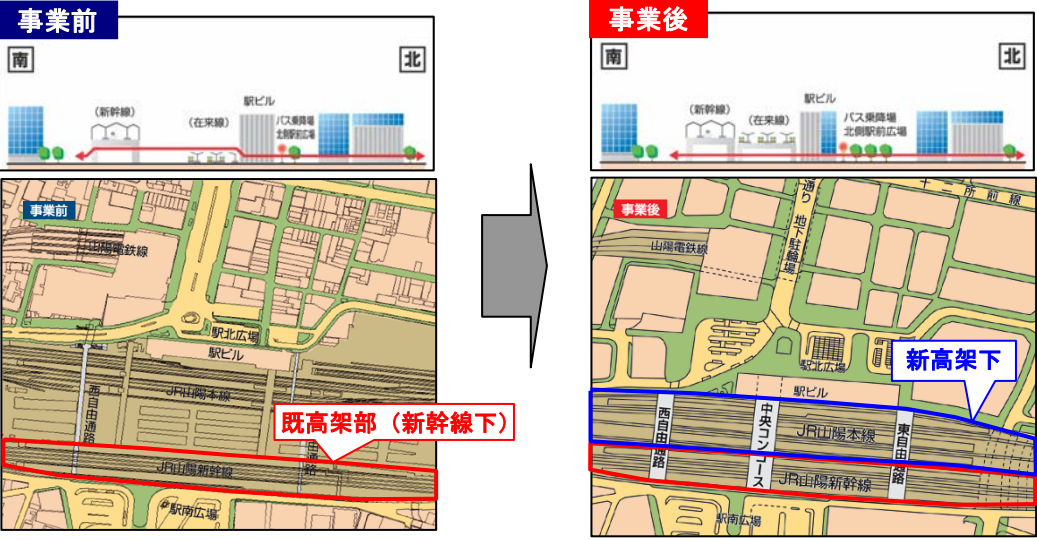 事業前
南
北
(新幹線)
(在来線)
駅ビル
バス乗降場
北側駅前広場
事業前
山陽電鉄線
駅北広場
駅ビル
JR山陽本線
西自由通路
既高架部（新幹線下）
由通路
JR山陽新幹線
駅南広場
事業後
南
北
(新幹線)
(在来線)
駅ビル
バス乗降場
北側駅前広場
事業後
山陽電鉄線
通り 地下駐輪場
十二所前線
駅北広場
新高架下
駅ビル
西自由通路
中央コンコース
東自由通路
JR山陽本線
JR山陽新幹線
駅南広場